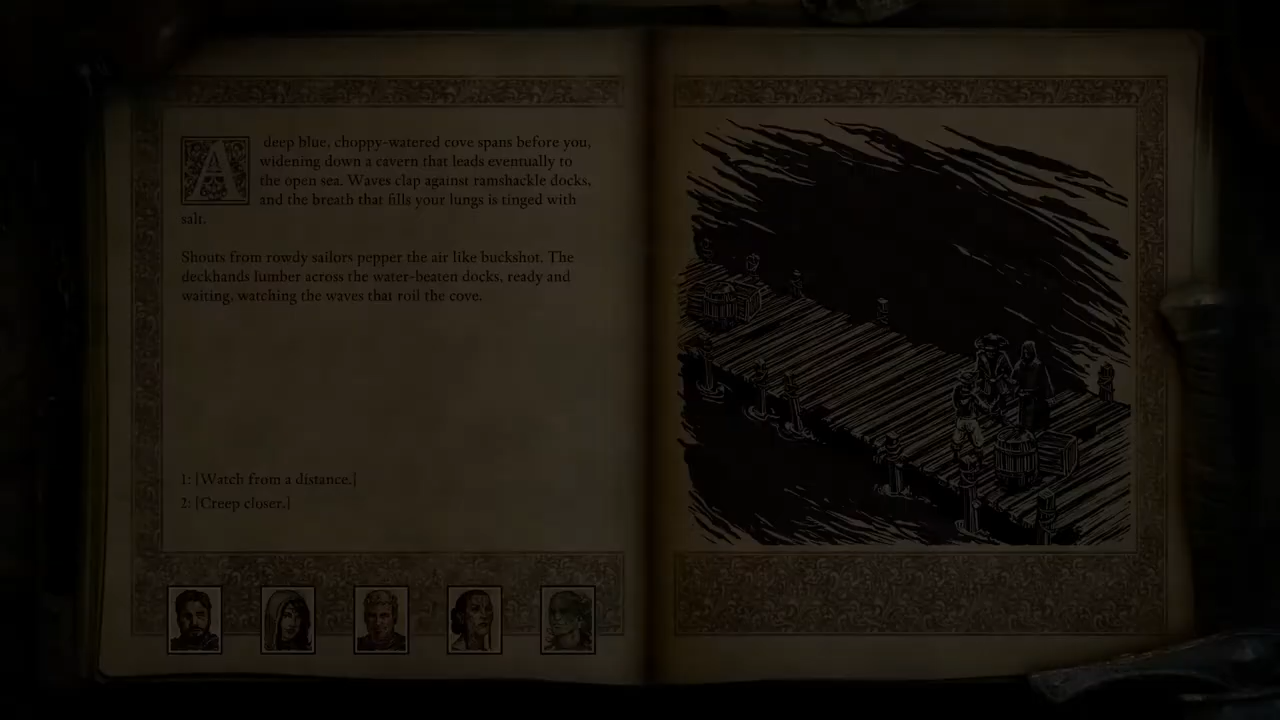 A deep blue, choppy-watered cove spans before you,
widening down a cavern that leads eventually to
the open sea. Waves clap against ramshackle docks,
and the breath that fills your lungs is tinged with
salt.
Shouts from rowdy sailors pepper the air like buckshot. The
deckhands lumber across the water-beaten docks, ready and
waiting, watching the waves that roil the cove.
1: [Watch from a distance.]
2: [Creep closer.]